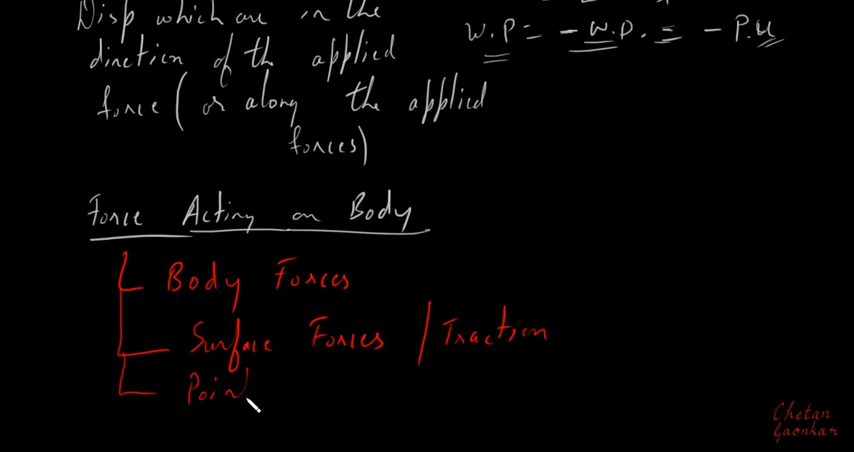 Disp which are in the
direction of the applied
force (or along the applied
forces)
W.P = - W.P. = - P.U
Force Acting on Body
Body Forces
Surface Forces / Traction
Poin
Chetan
Gaonkar